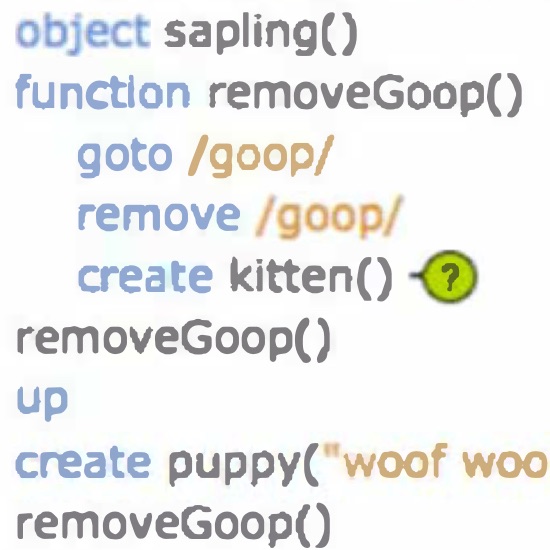 object sapling()
function removeGoop()
goto /goop/
remove /goop/
create kitten() ?
removeGoop()
up
create puppy("woof woo
removeGoop()